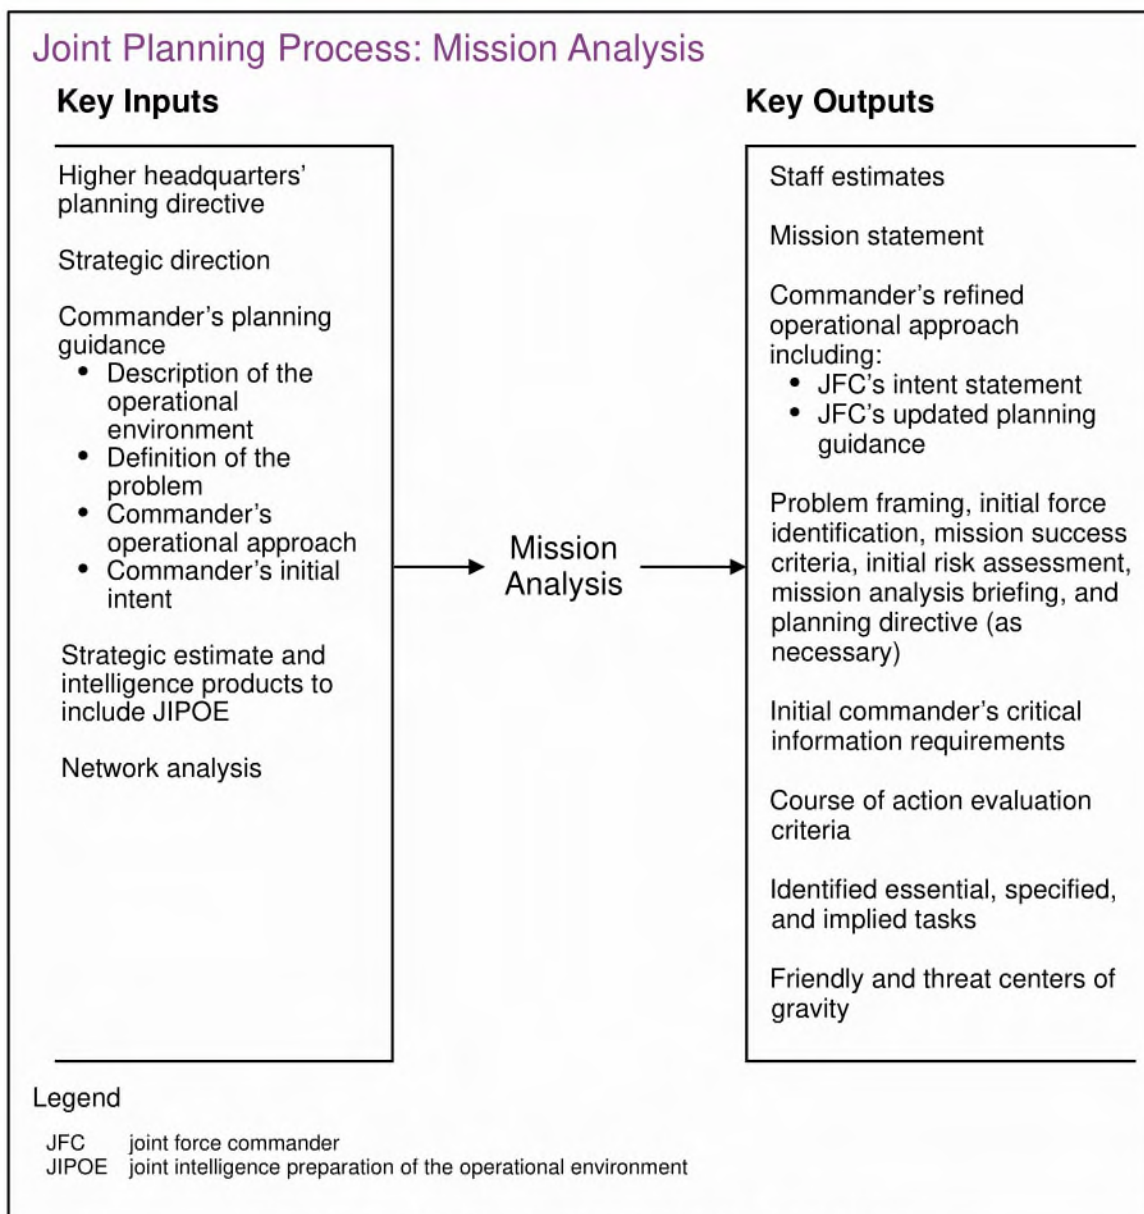 Joint Planning Process: Mission Analysis
Key Inputs
Higher headquarters’
planning directive
Strategic direction
Commander’s planning
guidance
• Description of the
operational
environment
• Definition of the
problem
• Commander’s
operational approach
• Commander’s initial
intent
Strategic estimate and
intelligence products to
include JIPOE
Network analysis
Mission
Analysis
Key Outputs
Staff estimates
Mission statement
Commander’s refined
operational approach
including:
• JFC’s intent statement
• JFC’s updated planning
guidance
Problem framing, initial force
identification, mission success
criteria, initial risk assessment,
mission analysis briefing, and
planning directive (as
necessary)
Initial commander’s critical
information requirements
Course of action evaluation
criteria
Identified essential, specified,
and implied tasks
Friendly and threat centers of
gravity
Legend
JFC joint force commander
JIPOE joint intelligence preparation of the operational environment